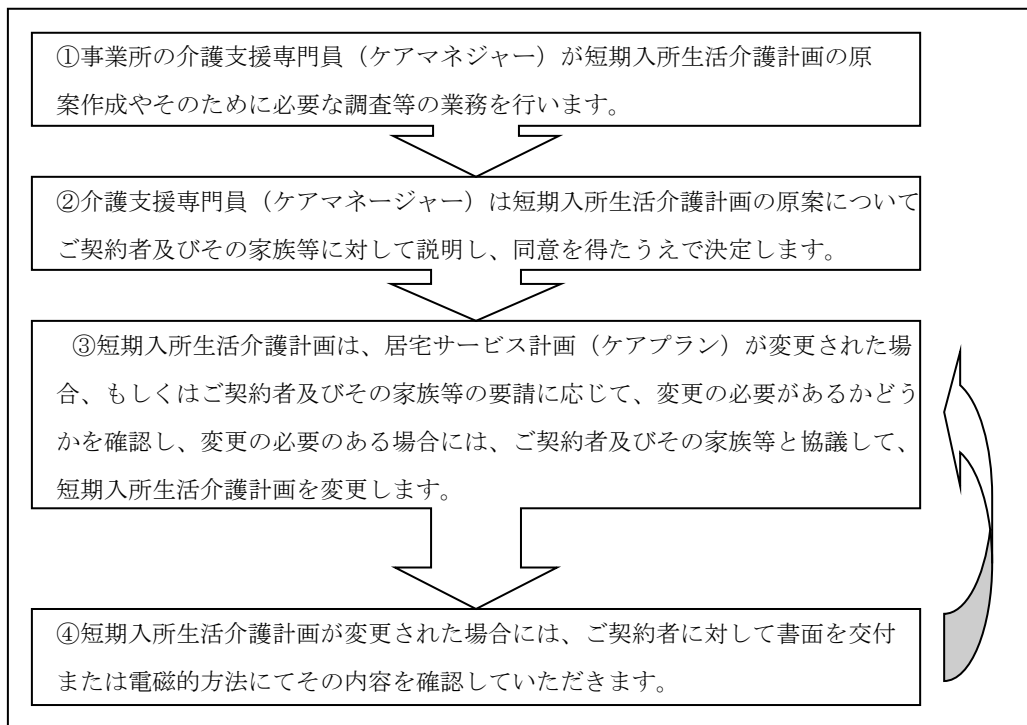 ①事業所の介護支援専門員（ケアマネジャー）が短期入所生活介護計画の原
案作成やそのために必要な調査等の業務を行います。
②介護支援専門員（ケアマネージャー）は短期入所生活介護計画の原案について
ご契約者及びその家族等に対して説明し、同意を得たうえで決定します。
③短期入所生活介護計画は、居宅サービス計画（ケアプラン）が変更された場
合、もしくはご契約者及びその家族等の要請に応じて、変更の必要があるかどう
かを確認し、変更の必要のある場合には、ご契約者及びその家族等と協議して、
短期入所生活介護計画を変更します。
④短期入所生活介護計画が変更された場合には、ご契約者に対して書面を交付
または電磁的方法にてその内容を確認していただきます。